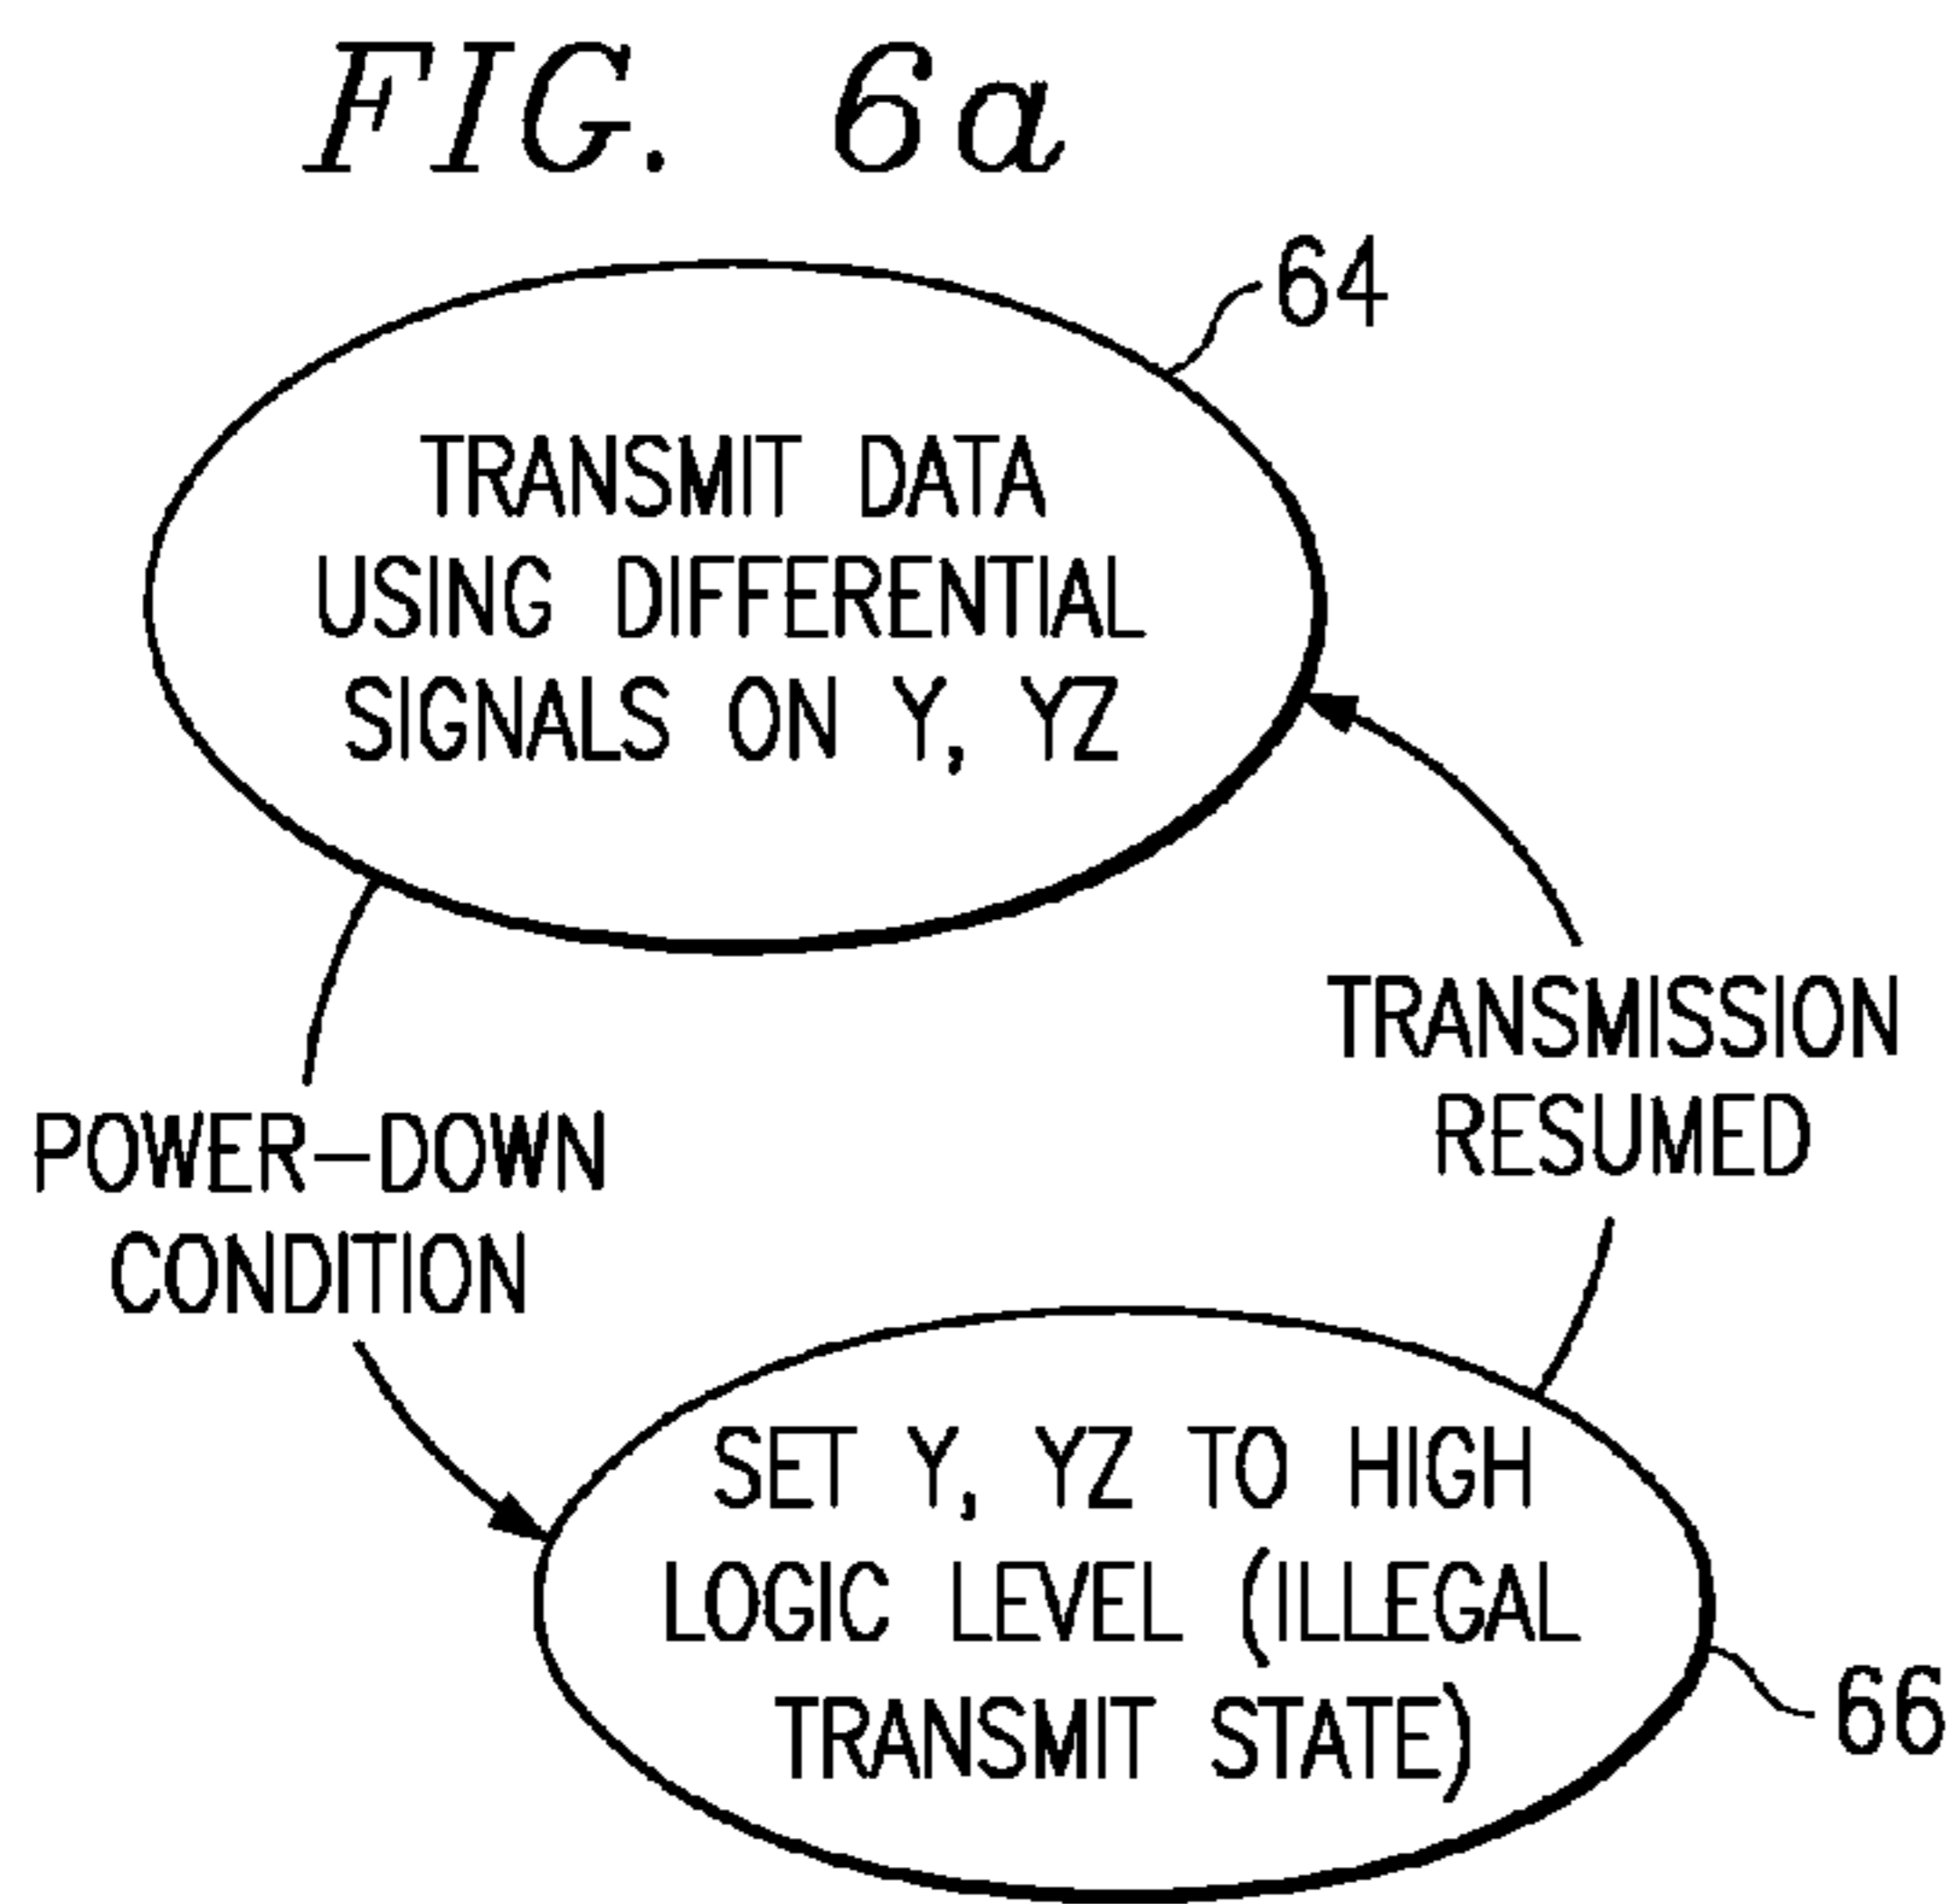 FIG. 6a
64
TRANSMIT DATA
USING DIFFERENTIAL
SIGNALS ON Y, YZ
TRANSMISSION
RESUMED
POWER-DOWN
CONDITION
SET Y, YZ TO HIGH
LOGIC LEVEL (ILLEGAL
TRANSMIT STATE)
66